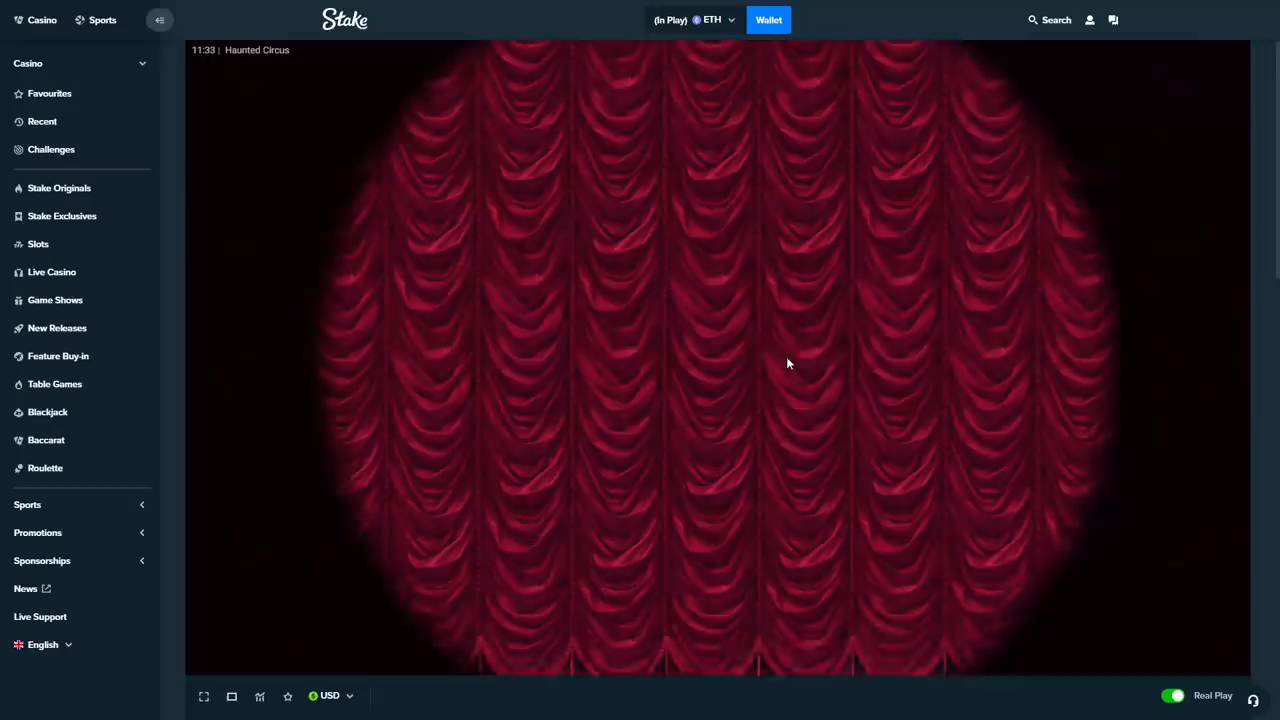 Casino
Sports
Stake
(In Play) ETH
Wallet
Search
11:33 | Haunted Circus
Casino
Favourites
Recent
Challenges
Stake Originals
Stake Exclusives
Slots
Live Casino
Game Shows
New Releases
Feature Buy-in
Table Games
Blackjack
Baccarat
Roulette
Sports
Promotions
Sponsorships
News
Live Support
English
USD
Real Play